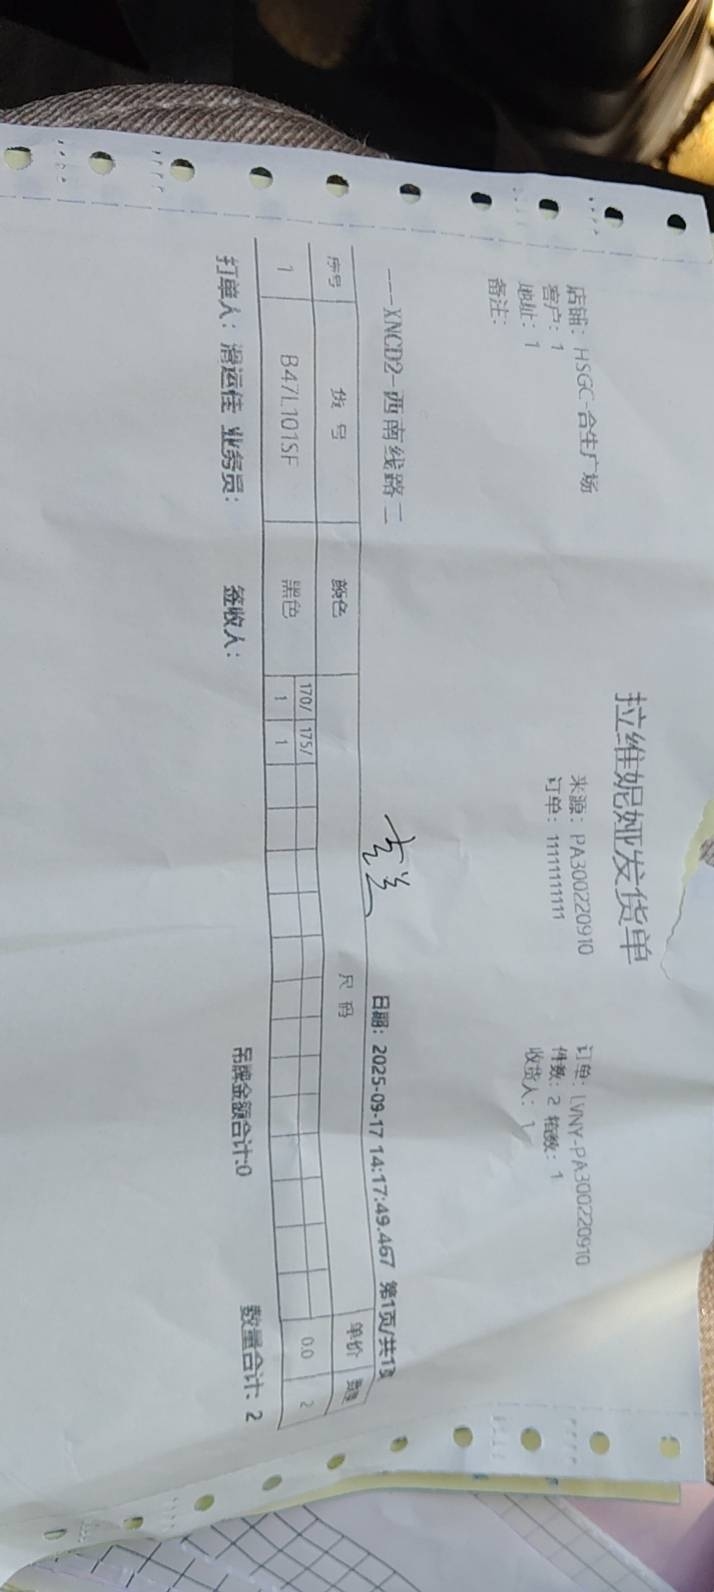 拉维妮娅发货单
店铺：HSGC-合生广场 来源：PA300220910 订单：LVNY-PA300220910
客户：1 订单：11111111111 件数：2 箱数：1
地址：1 收货人：1
备注：
---XNCD2-西南线路二 日期：2025-09-17 14:17:49.467 第1页/共1页
序号 货号 颜色 尺码 单价 数量
1 B47L101SF 黑色 170/ 175/ 0.0 2
1 1
打单人：滑运佳 业务员： 签收人： 吊牌金额合计:0 数量合计：2